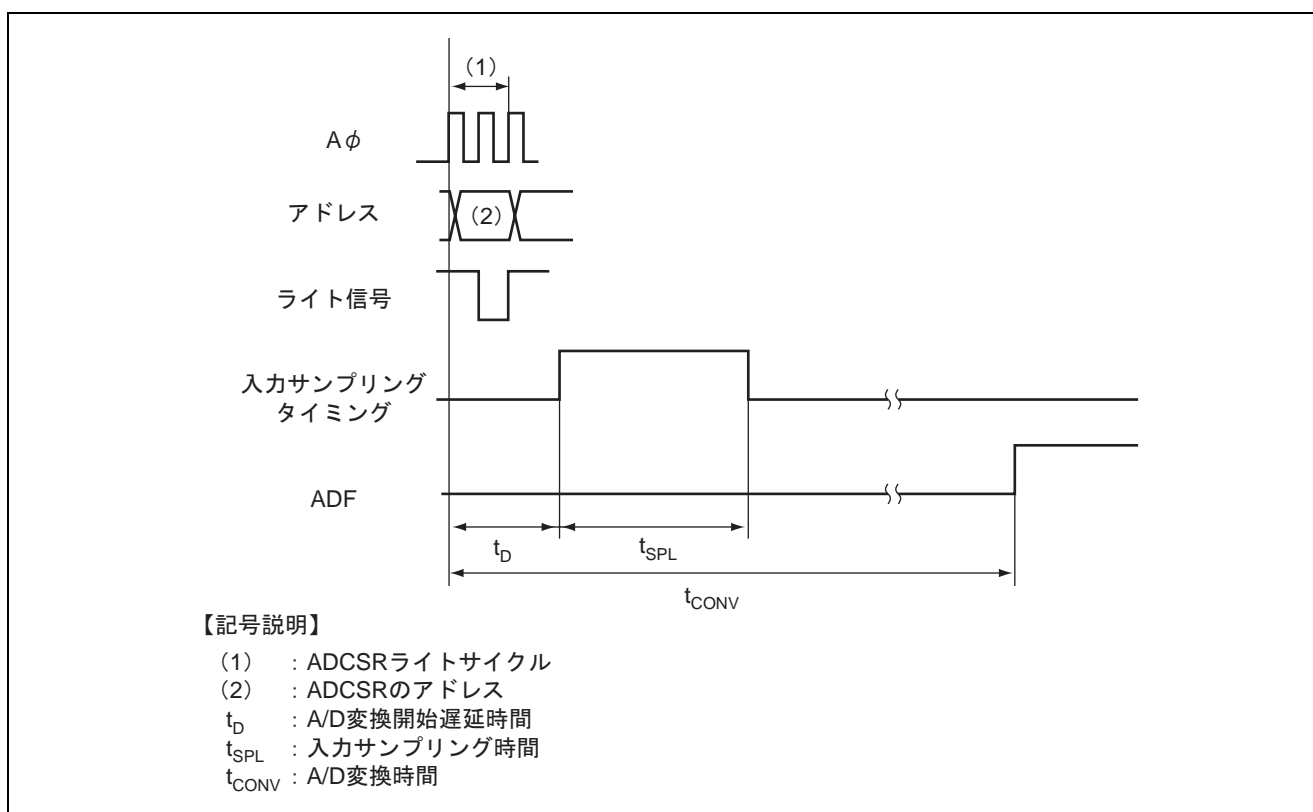 (1)
Aφ
アドレス
(2)
ライト信号
入力サンプリング
タイミング
ADF
tD
tSPL
tCONV
【記号説明】
(1) : ADCSRライトサイクル
(2) : ADCSRのアドレス
tD : A/D変換開始遅延時間
tSPL : 入力サンプリング時間
tCONV : A/D変換時間